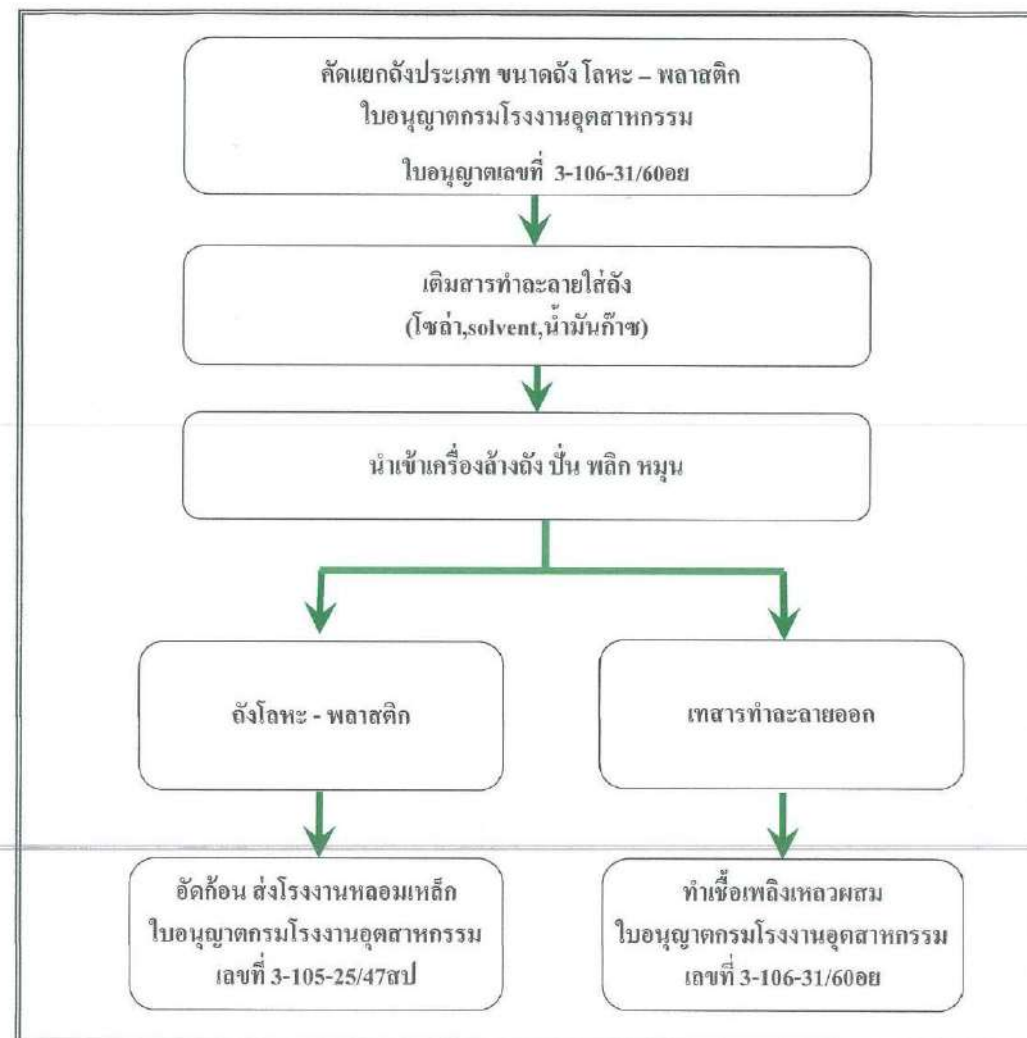 คัดแยกถังประเภท ขนาดถัง โลหะ – พลาสติก
ใบอนุญาตกรมโรงงานอุตสาหกรรม
ใบอนุญาตเลขที่ 3-106-31/60อย
เติมสารทำละลายใส่ถัง
(โซล่า,solvent,น้ำมันก๊าซ)
นำเข้าเครื่องล้างถัง ปั่น พลิก หมุน
ถังโลหะ - พลาสติก
เทสารทำละลายออก
อัดก้อน ส่งโรงงานหลอมเหล็ก
ใบอนุญาตกรมโรงงานอุตสาหกรรม
เลขที่ 3-105-25/47สป
ทำเชื้อเพลิงเหลวผสม
ใบอนุญาตกรมโรงงานอุตสาหกรรม
เลขที่ 3-106-31/60อย